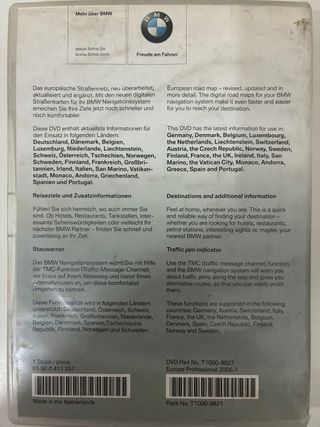 Mehr über BMW
BMW
www.bmw.de
www.bmw.com
Freude am Fahren
Das europäische Straßennetz, neu überarbeitet,
aktualisiert und ergänzt. Mit den neuen digitalen
Straßenkarten für Ihr BMW Navigationssystem
erreichen Sie Ihre Ziele jetzt noch schneller und
noch komfortabler.
Diese DVD enthält aktuellste Informationen für
den Einsatz in folgenden Ländern:
Deutschland, Dänemark, Belgien,
Luxemburg, Niederlande, Liechtenstein,
Schweiz, Österreich, Tschechien, Norwegen,
Schweden, Finnland, Frankreich, Großbri-
tannien, Irland, Italien, San Marino, Vatikan-
stadt, Monaco, Andorra, Griechenland,
Spanien und Portugal.
Reiseziele und Zusatzinformationen
Fühlen Sie sich heimisch, wo auch immer Sie
sind. Ob Hotels, Restaurants, Tankstellen, inter-
essante Sehenswürdigkeiten oder vielleicht Ihr
nächster BMW Partner – finden Sie schnell und
zuverlässig an Ihr Ziel.
Stauwarner
Das BMW Navigationssystem warnt Sie mit Hilfe
der TMC-Funktion (Traffic-Message-Channel)
vor Staus auf Ihrem Reiseweg und bietet Ihnen
Alternativrouten an, um diese komfortabel
umgehen zu können.
Diese Funktionalität wird in folgenden Ländern
unterstützt: Deutschland, Österreich, Schweiz,
Italien, Frankreich, Großbritannien, Niederlande,
Belgien, Dänemark, Spanien, Tschechische
Republik, Finnland, Norwegen und Schweden.
1 Stück / piece
65 90 0 411 257
Made in the Netherlands
European road map – revised, updated and in
more detail. The digital road maps for your BMW
navigation system make it even faster and easier
for you to reach your destination.
This DVD has the latest information for use in:
Germany, Denmark, Belgium, Luxembourg,
the Netherlands, Liechtenstein, Switzerland,
Austria, the Czech Republic, Norway, Sweden,
Finland, France, the UK, Ireland, Italy, San
Marino, the Vatican City, Monaco, Andorra,
Greece, Spain and Portugal.
Destinations and additional information
Feel at home, wherever you are. This is a quick
and reliable way of finding your destination –
whether you are looking for hotels, restaurants,
petrol stations, interesting sights or, maybe, your
nearest BMW partner.
Traffic jam indicator
Use the TMC (traffic message channel) function
and the BMW navigation system will warn you
about traffic jams along the way and gives you
alternative routes, so that you can easily avoid
them.
These functions are supported in the following
countries: Germany, Austria, Switzerland, Italy,
France, the UK, the Netherlands, Belgium,
Denmark, Spain, Czech Republic, Finland,
Norway and Sweden.
DVD Part No. T1000-9827
Europe Professional 2006-1
Pack No. T1000-9821